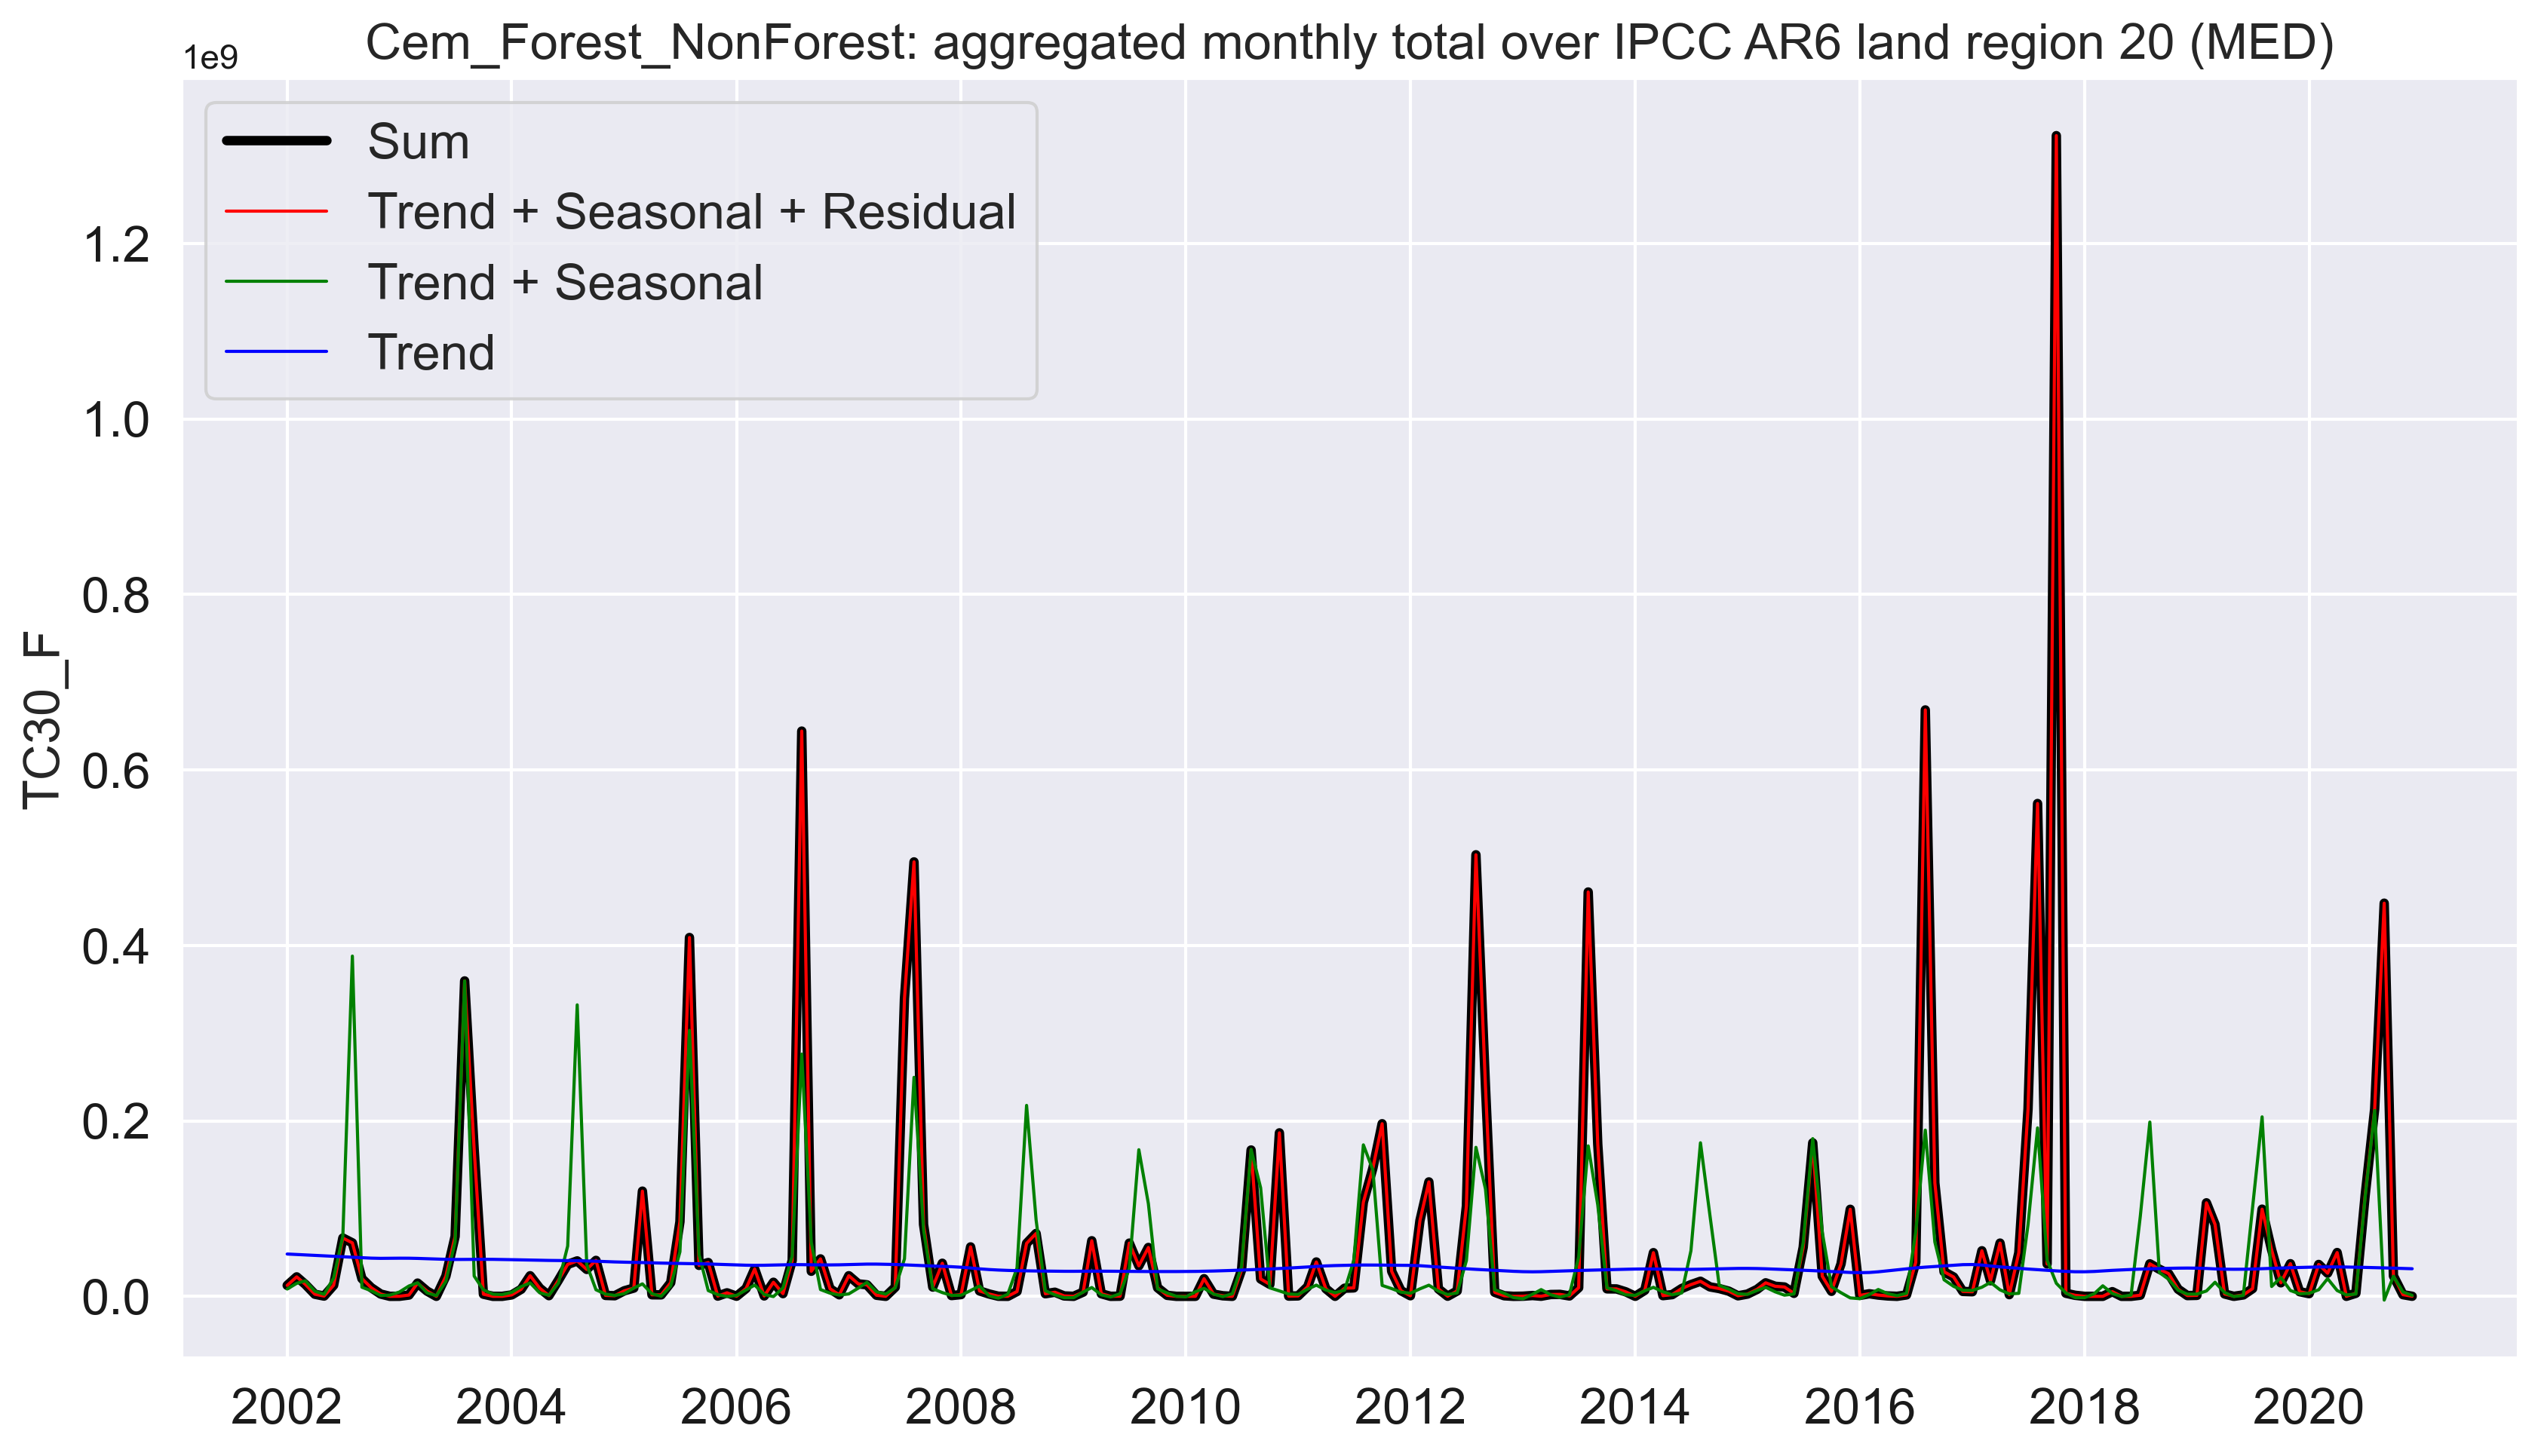 Cem_Forest_NonForest: aggregated monthly total over IPCC AR6 land region 20 (MED)
1e9
Sum
Trend + Seasonal + Residual
Trend + Seasonal
Trend
1.2
1.0
0.8
0.6
0.4
0.2
0.0
TC30_F
2002 2004 2006 2008 2010 2012 2014 2016 2018 2020